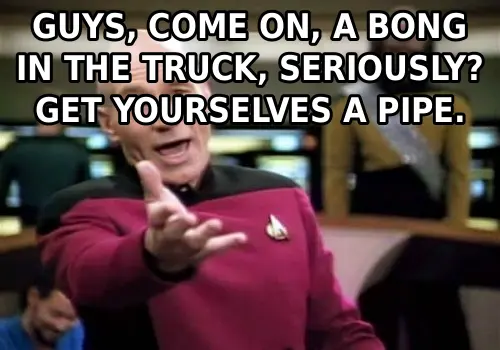 GUYS, COME ON, A BONG
IN THE TRUCK, SERIOUSLY?
GET YOURSELVES A PIPE.